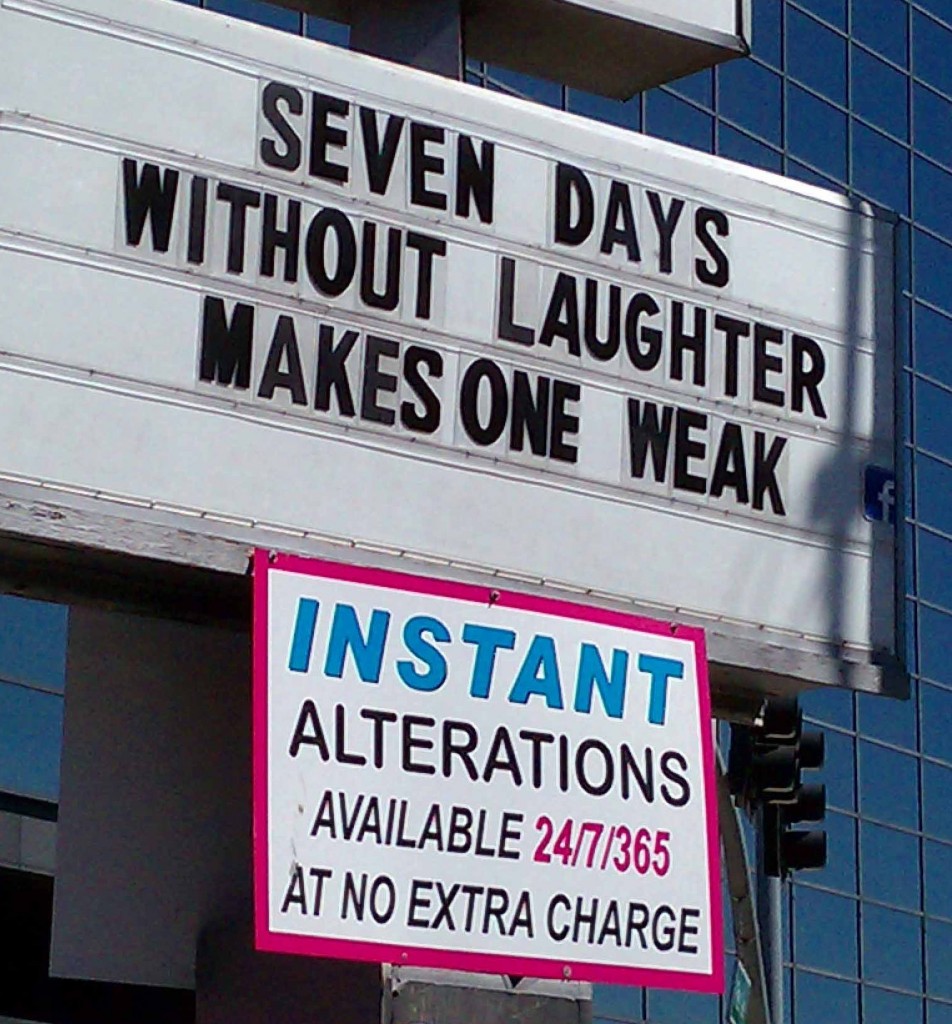 SEVEN DAYS
WITHOUT LAUGHTER
MAKES ONE WEAK
f
INSTANT
ALTERATIONS
AVAILABLE 24/7/365
AT NO EXTRA CHARGE